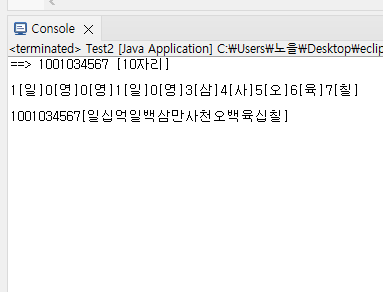 Console
<terminated> Test2 [Java Application] C:₩Users₩노을₩Desktop₩eclip
==> 1001034567 [10자리]
1[일]0[영]0[영]1[일]0[영]3[삼]4[사]5[오]6[육]7[칠]
1001034567[일십억일백삼만사천오백육십칠]